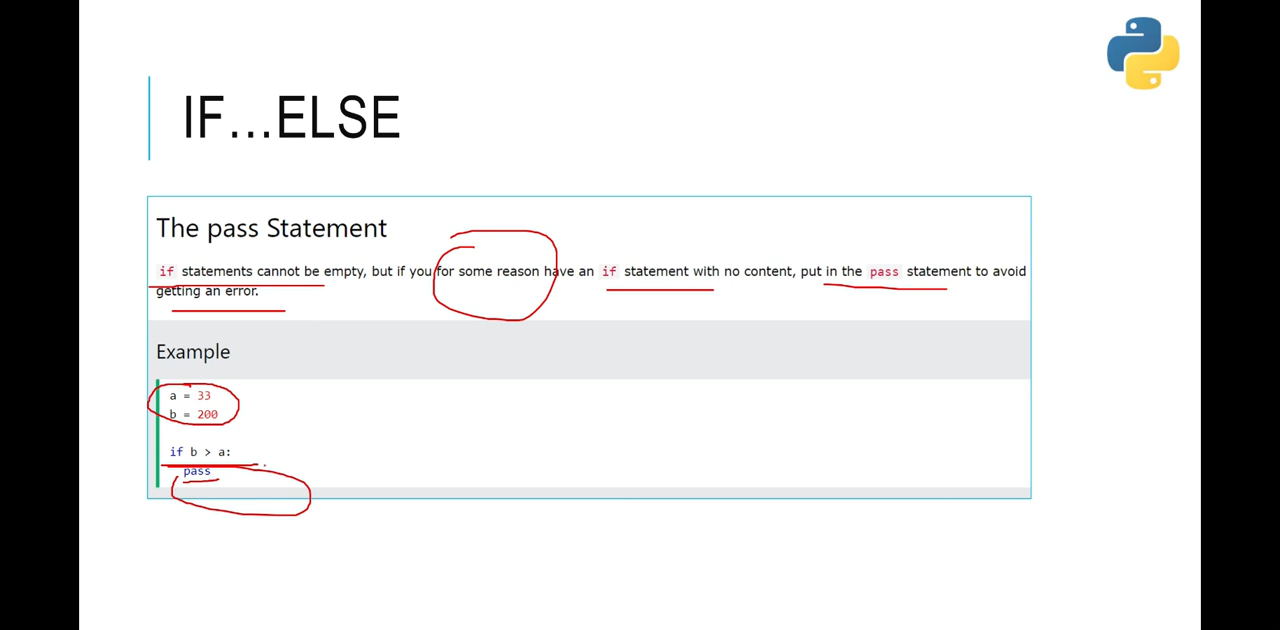 IF...ELSE
The pass Statement
if statements cannot be empty, but if you for some reason have an if statement with no content, put in the pass statement to avoid
getting an error.
Example
a = 33
b = 200
if b > a:
pass